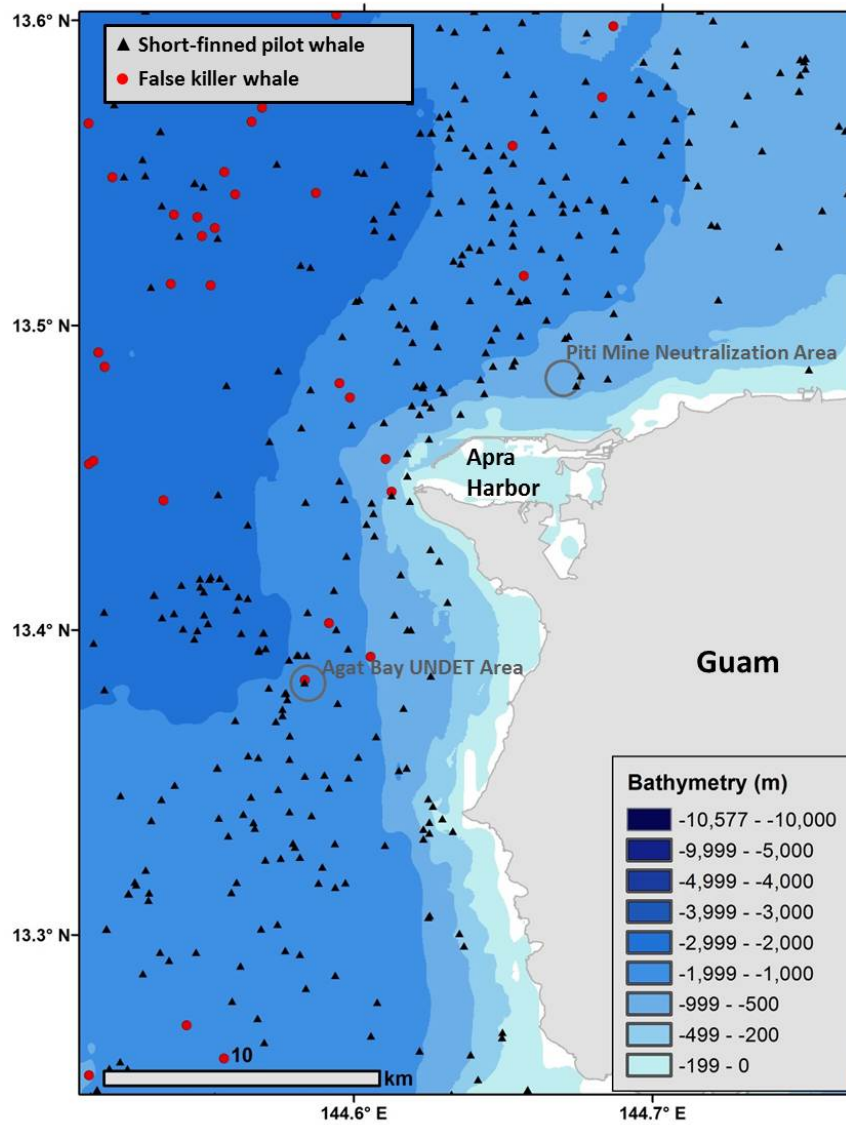 13.6° N
Short-finned pilot whale
False killer whale
13.5° N
Piti Mine Neutralization Area
Apra
Harbor
13.4° N
Agat Bay UNDET Area
Guam
Bathymetry (m)
-10,577 - -10,000
-9,999 - -5,000
-4,999 - -4,000
-3,999 - -3,000
-2,999 - -2,000
-1,999 - -1,000
-999 - -500
-499 - -200
-199 - 0
13.3° N
10
km
144.6° E
144.7° E